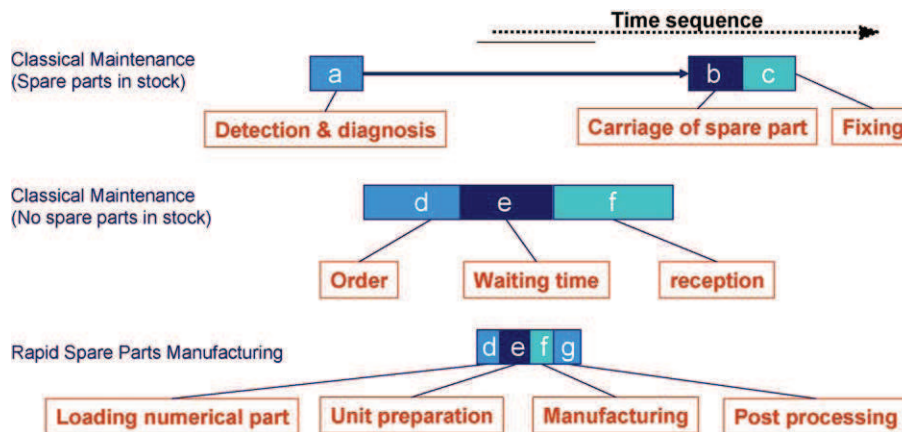 Time sequence
Classical Maintenance
(Spare parts in stock)
a
b
c
Detection & diagnosis
Carriage of spare part
Fixing
Classical Maintenance
(No spare parts in stock)
d
e
f
Order
Waiting time
reception
Rapid Spare Parts Manufacturing
d
e
f
g
Loading numerical part
Unit preparation
Manufacturing
Post processing